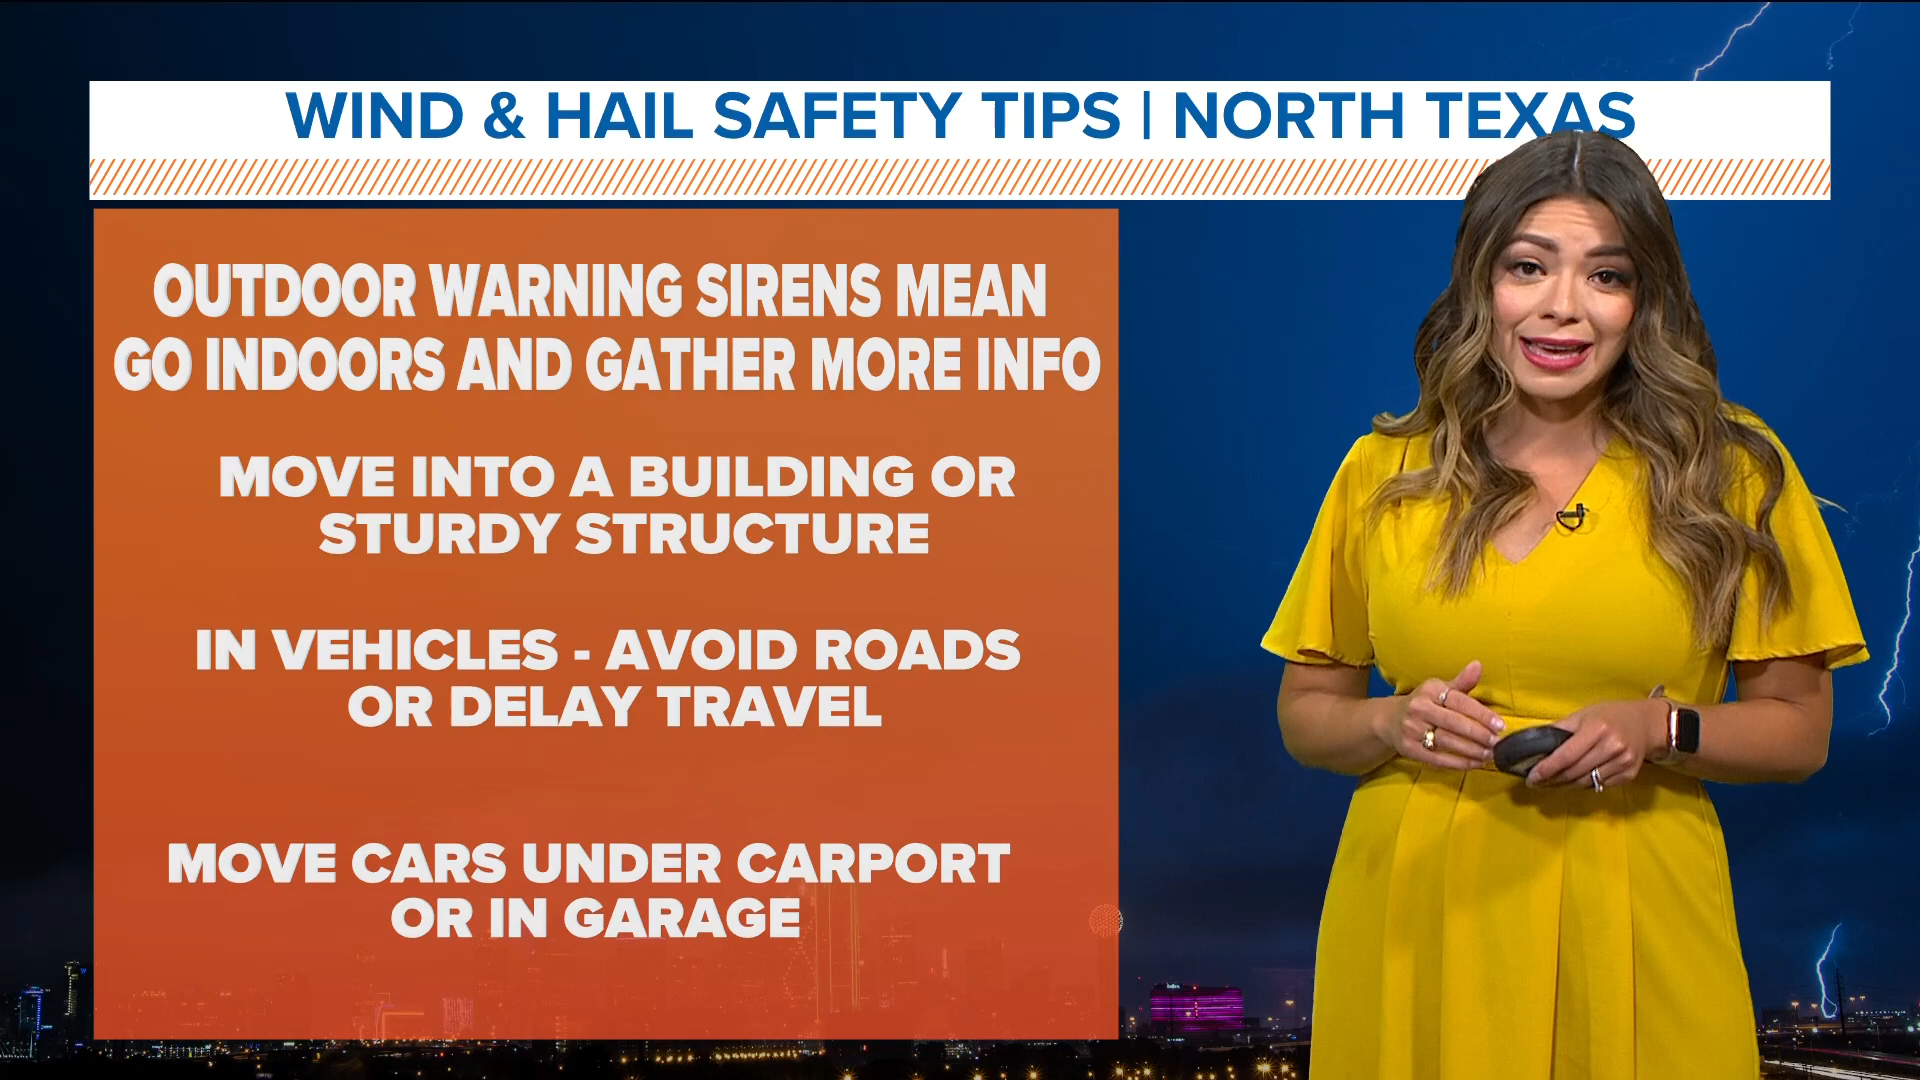 WIND & HAIL SAFETY TIPS | NORTH TEXAS
OUTDOOR WARNING SIRENS MEAN
GO INDOORS AND GATHER MORE INFO
MOVE INTO A BUILDING OR
STURDY STRUCTURE
IN VEHICLES - AVOID ROADS
OR DELAY TRAVEL
MOVE CARS UNDER CARPORT
OR IN GARAGE